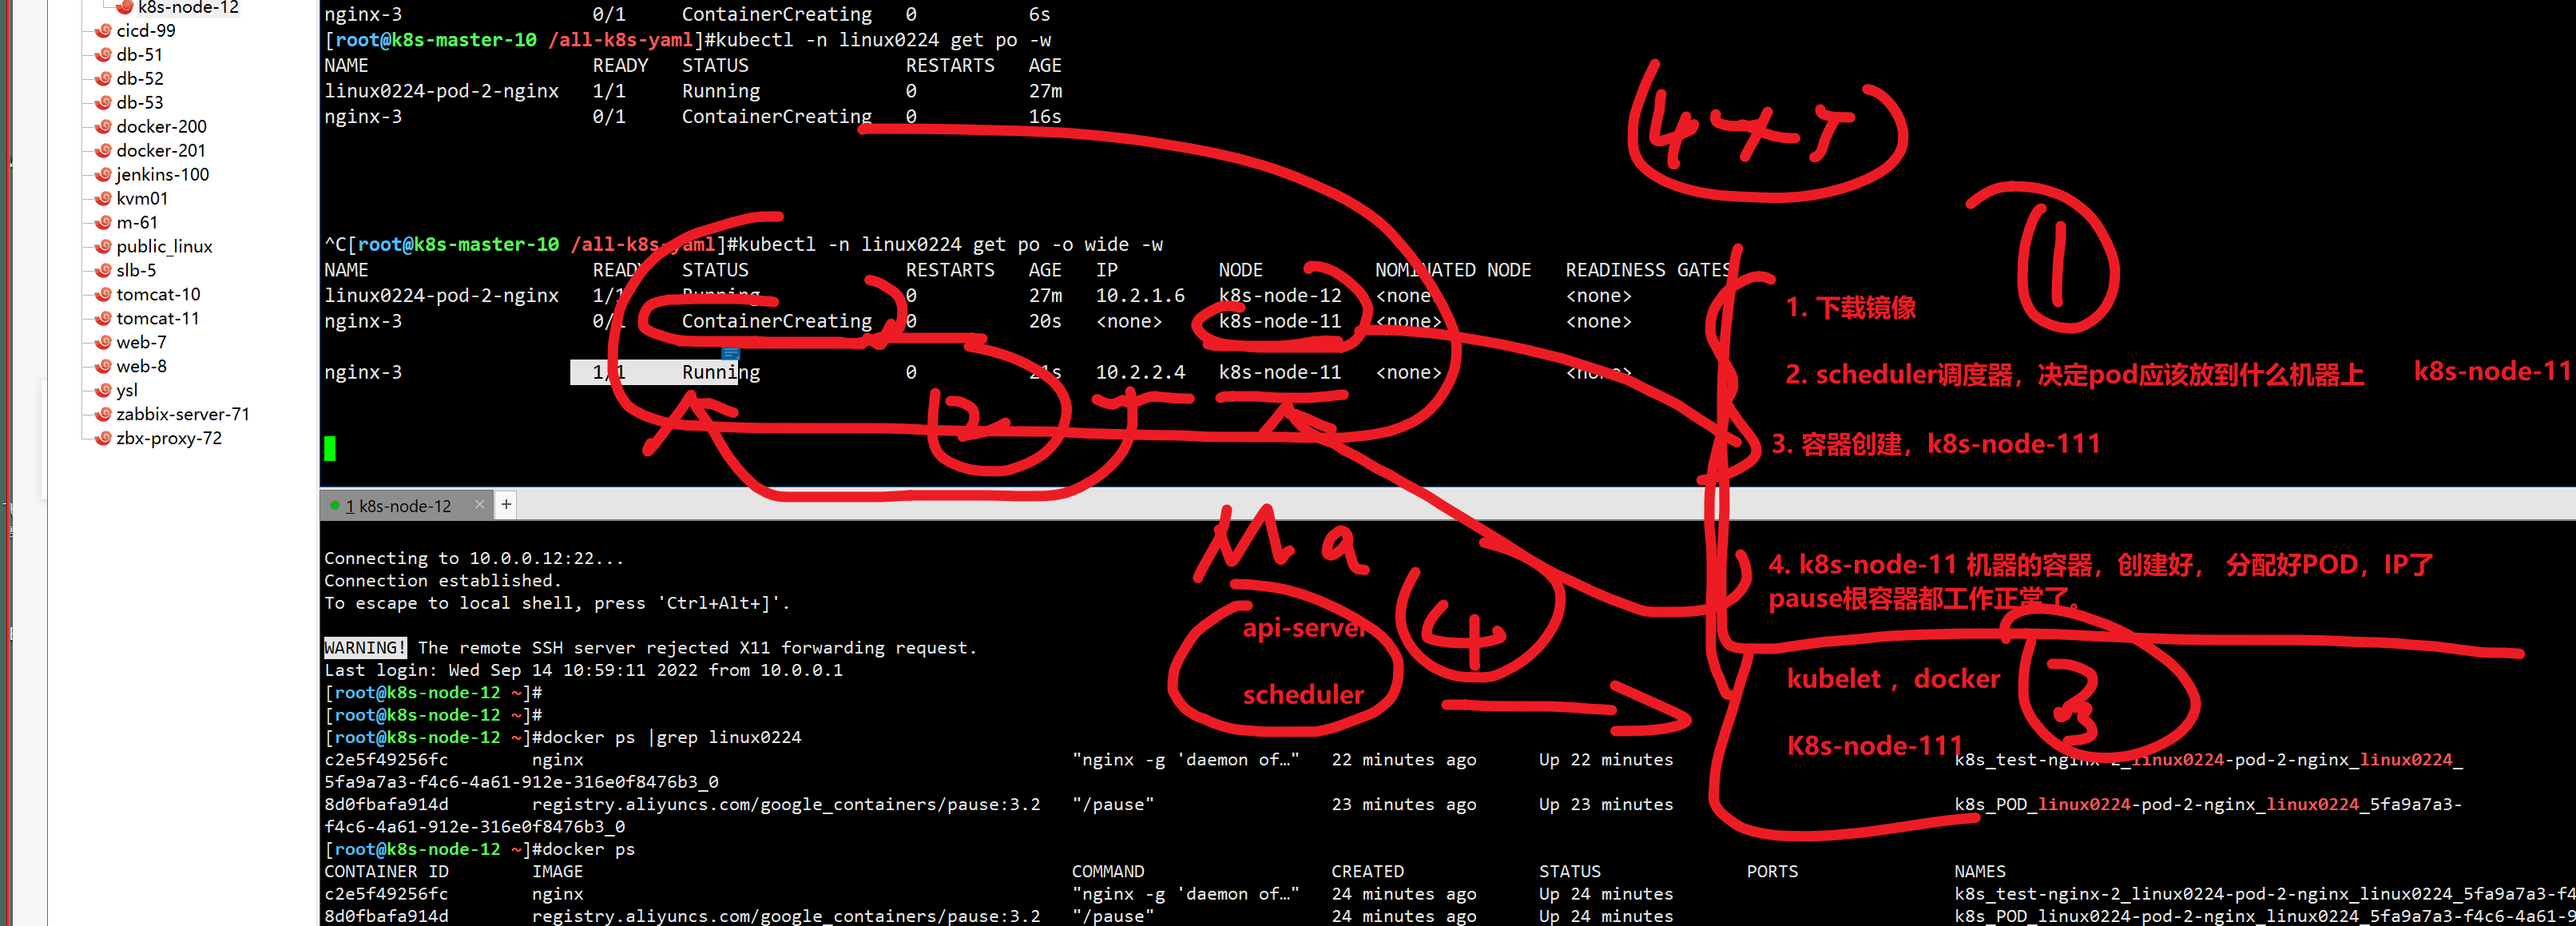 k8s-node-12
cicd-99
db-51
db-52
db-53
docker-200
docker-201
jenkins-100
kvm01
m-61
public_linux
slb-5
tomcat-10
tomcat-11
web-7
web-8
ysl
zabbix-server-71
zbx-proxy-72
nginx-3 0/1 ContainerCreating 0 6s
[root@k8s-master-10 /all-k8s-yaml]#kubectl -n linux0224 get po -w
NAME READY STATUS RESTARTS AGE
linux0224-pod-2-nginx 1/1 Running 0 27m
nginx-3 0/1 ContainerCreating 0 16s
^C[root@k8s-master-10 /all-k8s-yaml]#kubectl -n linux0224 get po -o wide -w
NAME READY STATUS RESTARTS AGE IP NODE NOMINATED NODE READINESS GATES
linux0224-pod-2-nginx 1/1 Running 0 27m 10.2.1.6 k8s-node-12 <none> <none>
nginx-3 0/1 ContainerCreating 0 20s <none> k8s-node-11 <none> <none>
nginx-3 1/1 Running 0 21s 10.2.2.4 k8s-node-11 <none> <none>
1
1. 下载镜像
2. scheduler调度器，决定pod应该放到什么机器上 k8s-node-11
3. 容器创建，k8s-node-111
2
4. k8s-node-11 机器的容器，创建好， 分配好POD，IP了
pause根容器都工作正常了。
Ma
api-server
scheduler
4
kubelet ，docker
K8s-node-111
3
1 k8s-node-12 × +
Connecting to 10.0.0.12:22...
Connection established.
To escape to local shell, press 'Ctrl+Alt+]'.
WARNING! The remote SSH server rejected X11 forwarding request.
Last login: Wed Sep 14 10:59:11 2022 from 10.0.0.1
[root@k8s-node-12 ~]#
[root@k8s-node-12 ~]#
[root@k8s-node-12 ~]#docker ps |grep linux0224
c2e5f49256fc nginx "nginx -g 'daemon of…" 22 minutes ago Up 22 minutes k8s_test-nginx-2_linux0224-pod-2-nginx_linux0224_
5fa9a7a3-f4c6-4a61-912e-316e0f8476b3_0
8d0fbafa914d registry.aliyuncs.com/google_containers/pause:3.2 "/pause" 23 minutes ago Up 23 minutes k8s_POD_linux0224-pod-2-nginx_linux0224_5fa9a7a3-
f4c6-4a61-912e-316e0f8476b3_0
[root@k8s-node-12 ~]#docker ps
CONTAINER ID IMAGE COMMAND CREATED STATUS PORTS NAMES
c2e5f49256fc nginx "nginx -g 'daemon of…" 24 minutes ago Up 24 minutes k8s_test-nginx-2_linux0224-pod-2-nginx_linux0224_5fa9a7a3-f4
8d0fbafa914d registry.aliyuncs.com/google_containers/pause:3.2 "/pause" 24 minutes ago Up 24 minutes k8s_POD_linux0224-pod-2-nginx_linux0224_5fa9a7a3-f4c6-4a61-9